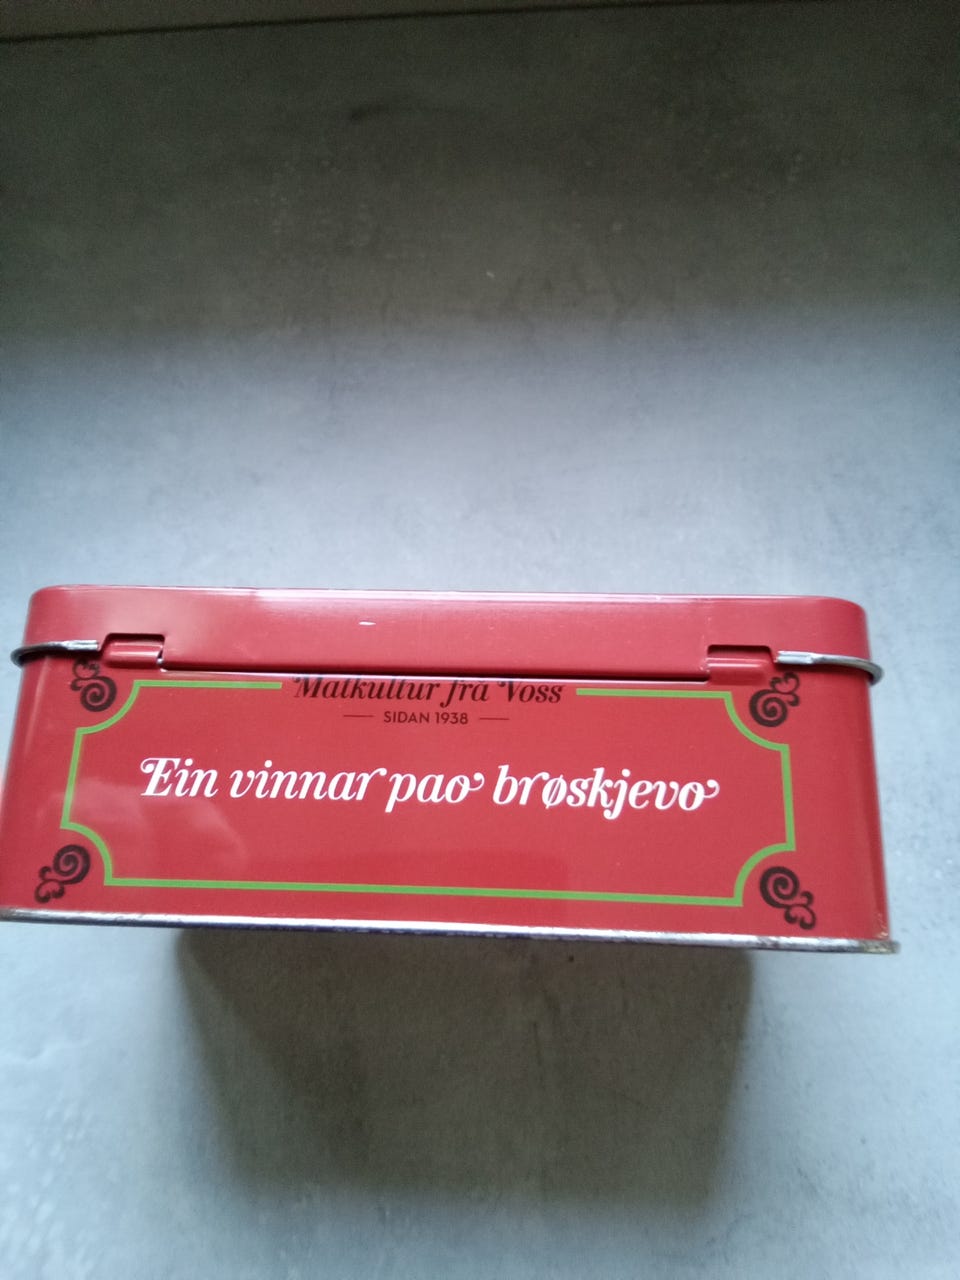 Matkultur frå Voss
SIDAN 1938
Ein vinnar pao brøskjevo